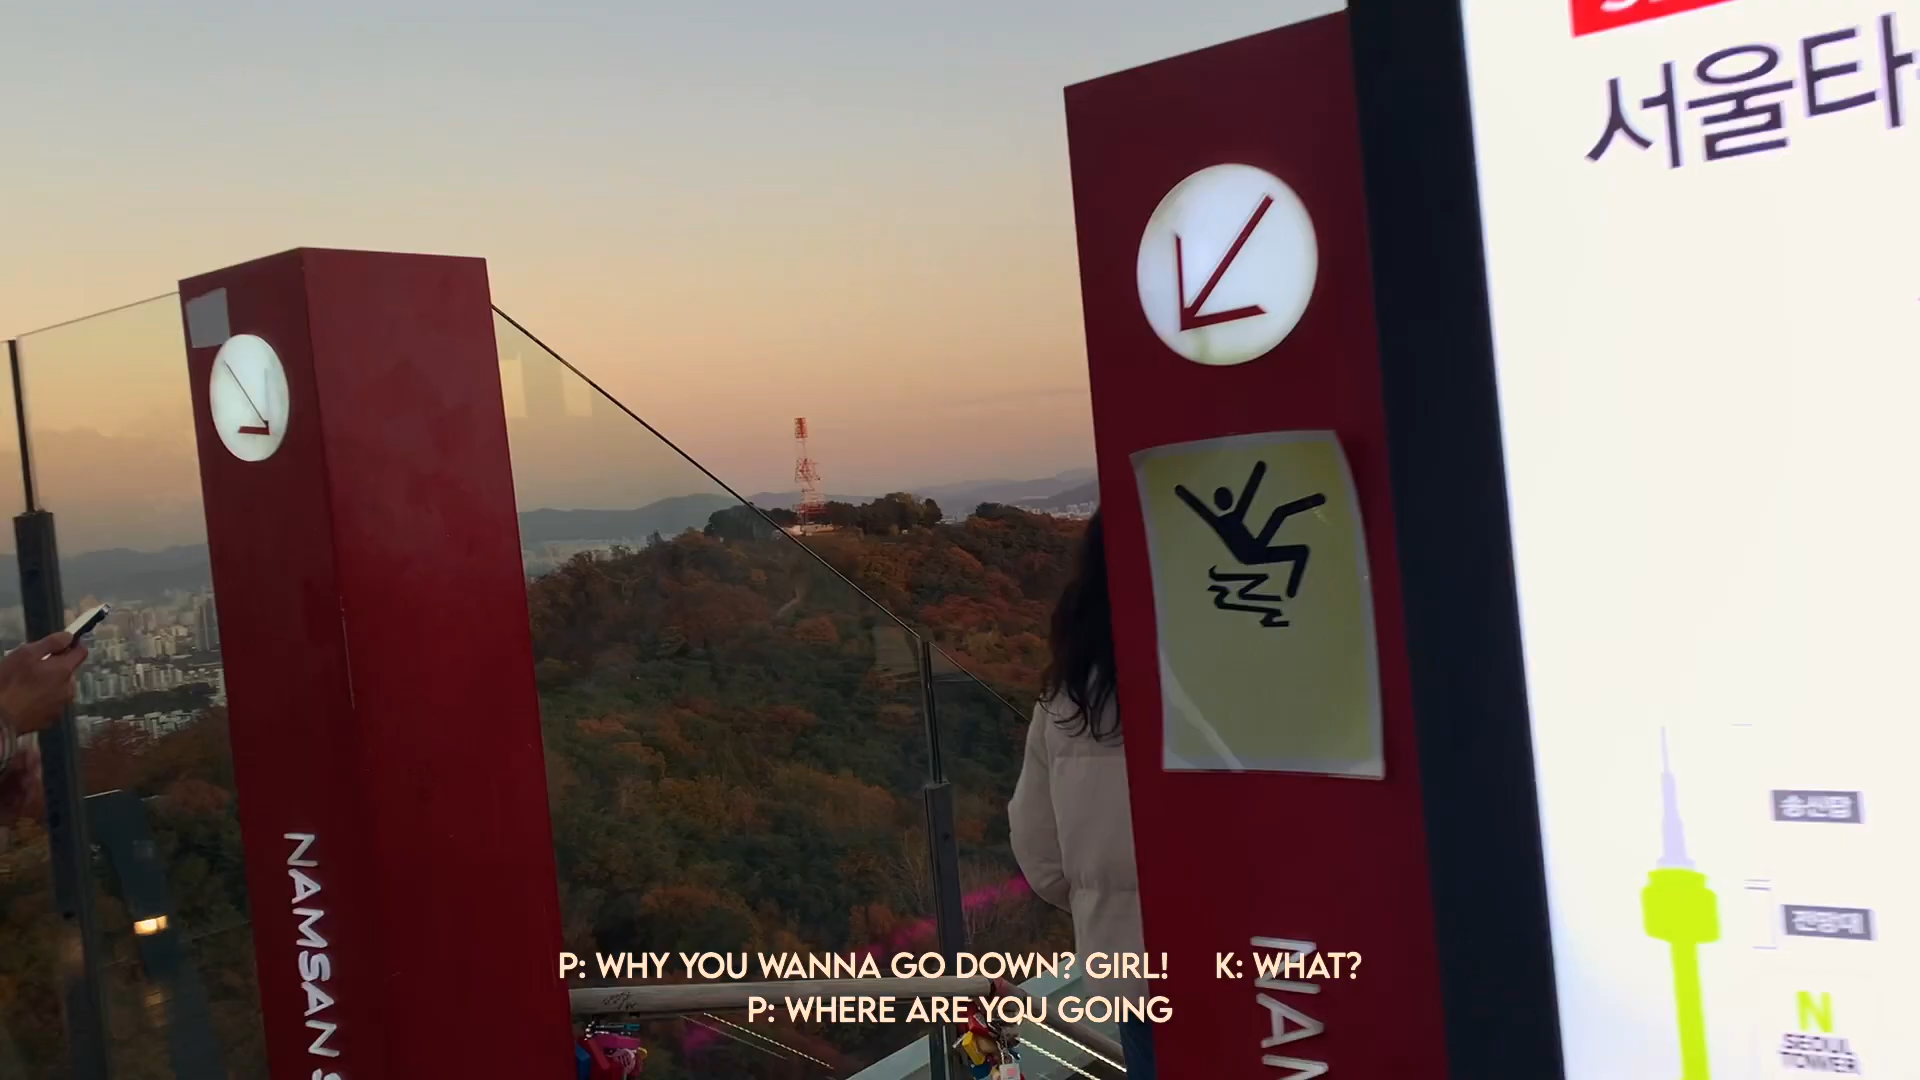 서울타
송신탑
전망대
N
SEOUL
TOWER
NAMSAN
NAM
P: WHY YOU WANNA GO DOWN? GIRL! K: WHAT?
P: WHERE ARE YOU GOING